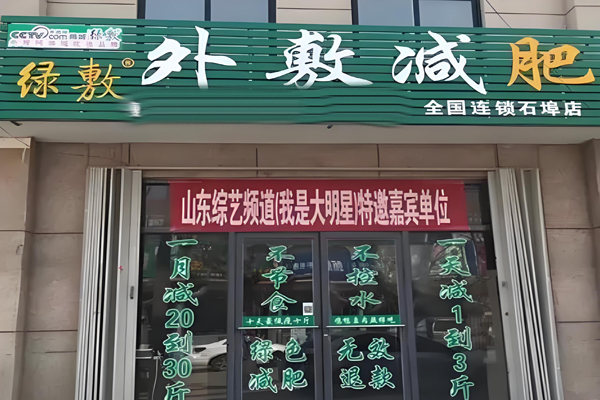 CCTV
.com
绿敷®
外敷减肥
全国连锁石埠店
山东综艺频道(我是大明星)特邀嘉宾单位
一月减20到30斤
不节食
不控水
一天减1到3斤
绿色减肥
无效退款